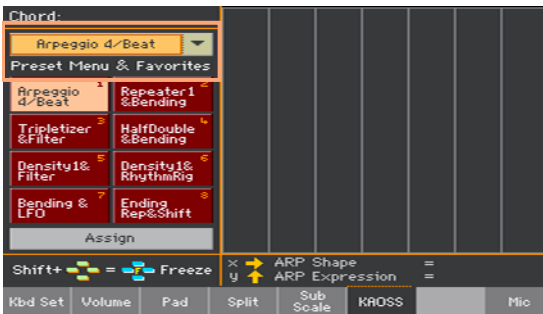 Chord:
Arpeggio 4/Beat
Preset Menu & Favorites
Arpeggio 4/Beat 1
Repeater1 &Bending 2
Tripletizer &Filter 3
HalfDouble &Bending 4
Density1& Filter 5
Density1& RhythmRig 6
Bending & LFO 7
Ending Rep&Shift 8
Assign
Shift+ = Freeze
x ARP Shape =
y ARP Expression =
Kbd Set Volume Pad Split Sub Scale KAOSS Mic